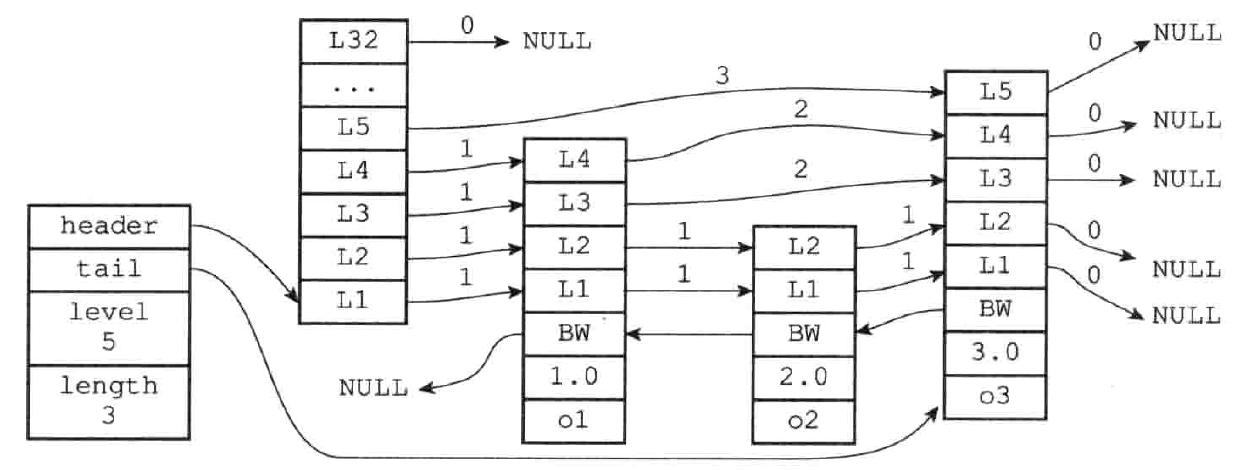 L32
0
NULL
...
L5
3
L4
1
L3
1
L2
1
L1
1
header
tail
level
5
length
3
NULL
L4
2
L3
2
L2
1
L1
1
BW
1.0
o1
L2
1
L1
1
BW
2.0
o2
L5
0
NULL
L4
0
NULL
L3
0
NULL
L2
0
NULL
L1
0
NULL
BW
3.0
o3